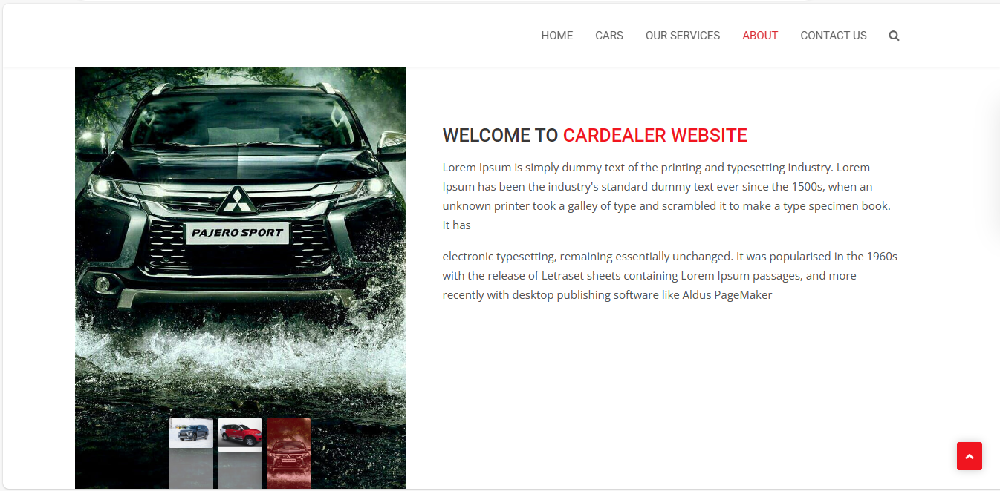 HOME CARS OUR SERVICES ABOUT CONTACT US
PAJERO SPORT
WELCOME TO CARDEALER WEBSITE
Lorem Ipsum is simply dummy text of the printing and typesetting industry. Lorem
Ipsum has been the industry's standard dummy text ever since the 1500s, when an
unknown printer took a galley of type and scrambled it to make a type specimen book.
It has
electronic typesetting, remaining essentially unchanged. It was popularised in the 1960s
with the release of Letraset sheets containing Lorem Ipsum passages, and more
recently with desktop publishing software like Aldus PageMaker